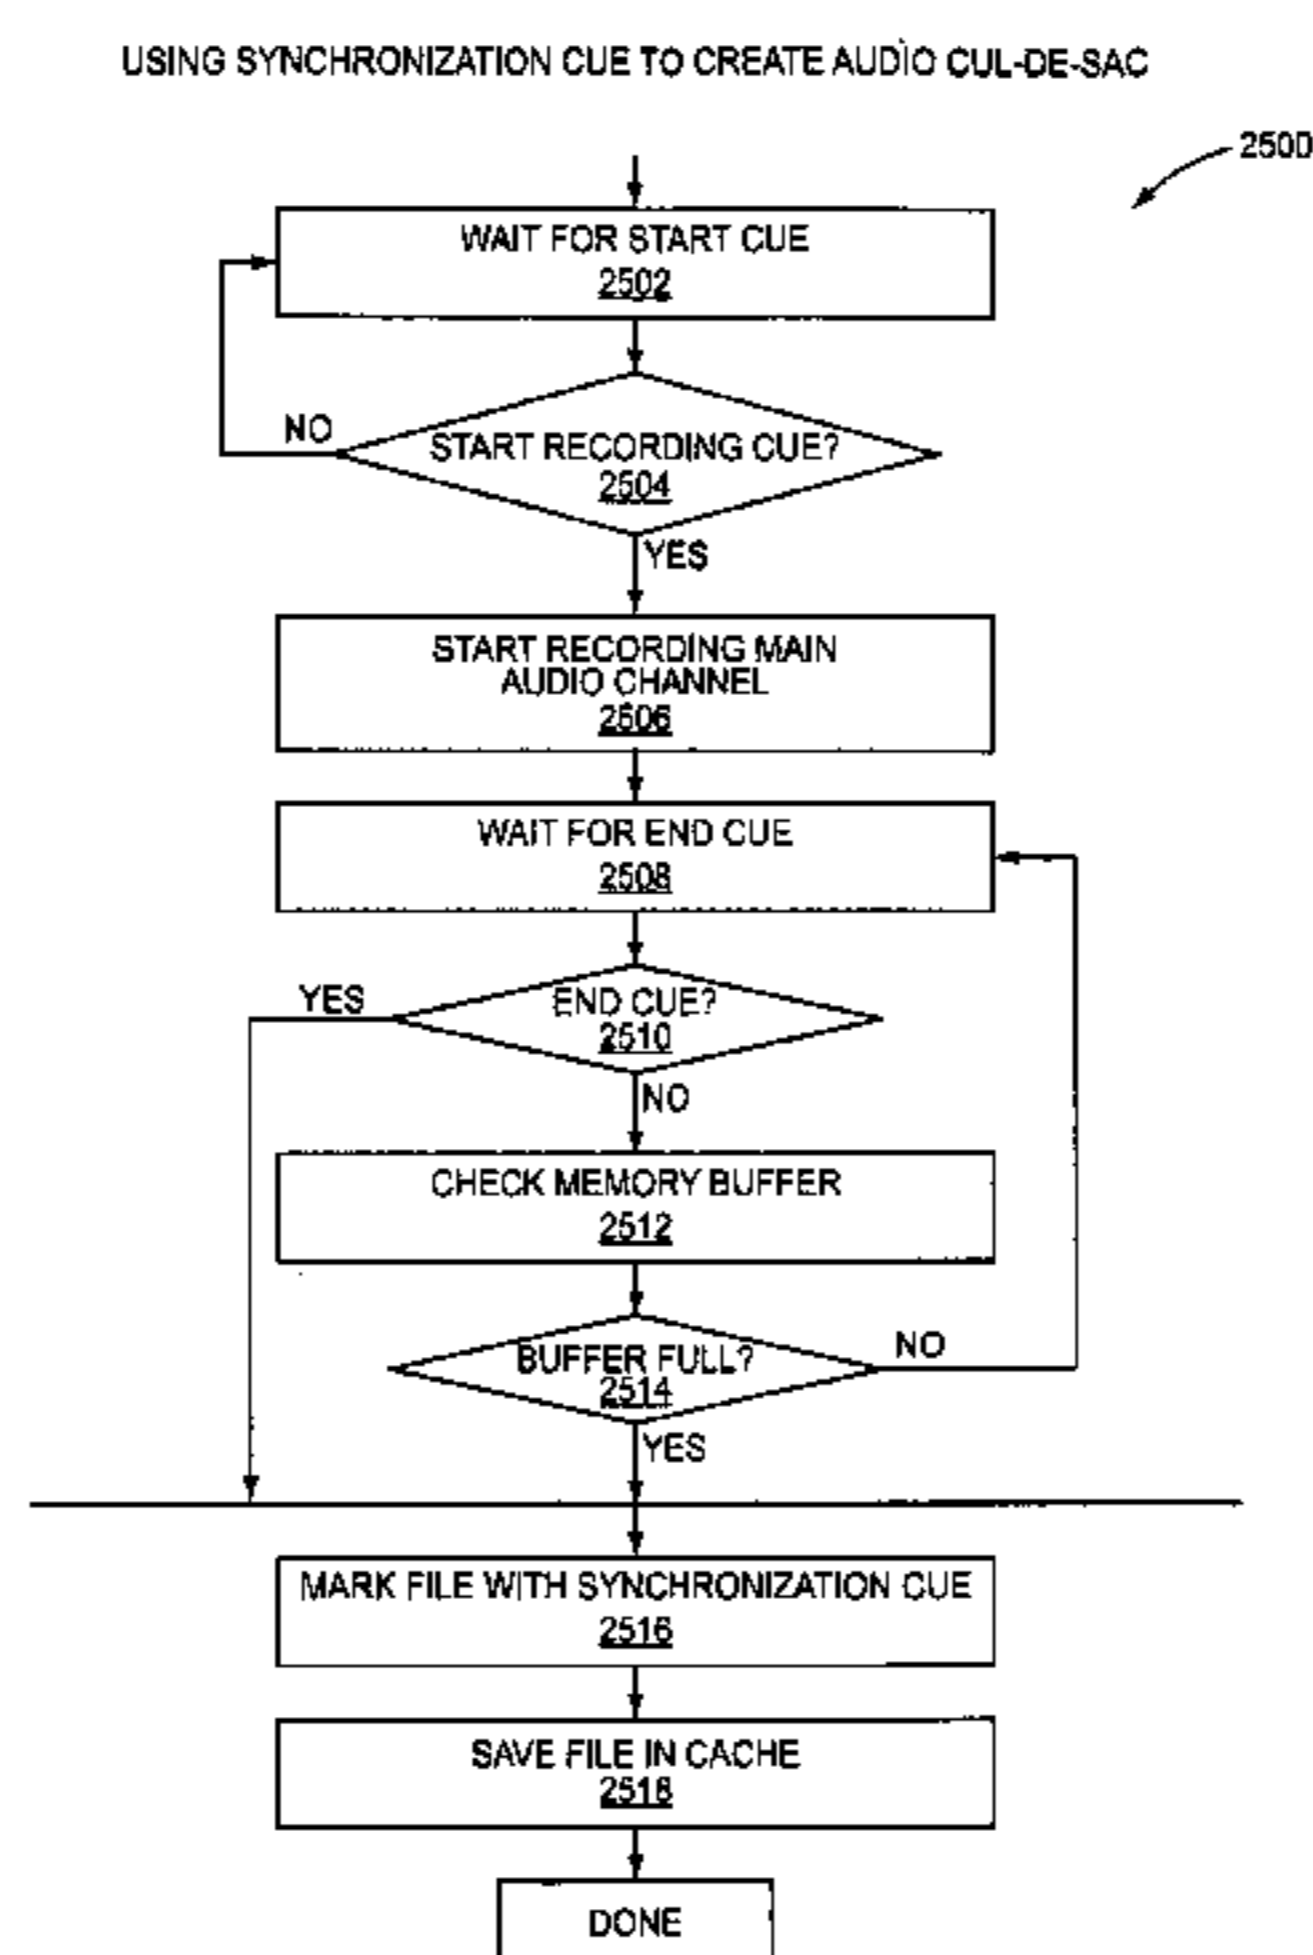 USING SYNCHRONIZATION CUE TO CREATE AUDIO CUL-DE-SAC
2500
WAIT FOR START CUE
2502
NO
START RECORDING CUE?
2504
YES
START RECORDING MAIN
AUDIO CHANNEL
2506
WAIT FOR END CUE
2508
YES
END CUE?
2510
NO
CHECK MEMORY BUFFER
2512
BUFFER FULL?
2514
NO
YES
MARK FILE WITH SYNCHRONIZATION CUE
2516
SAVE FILE IN CACHE
2518
DONE